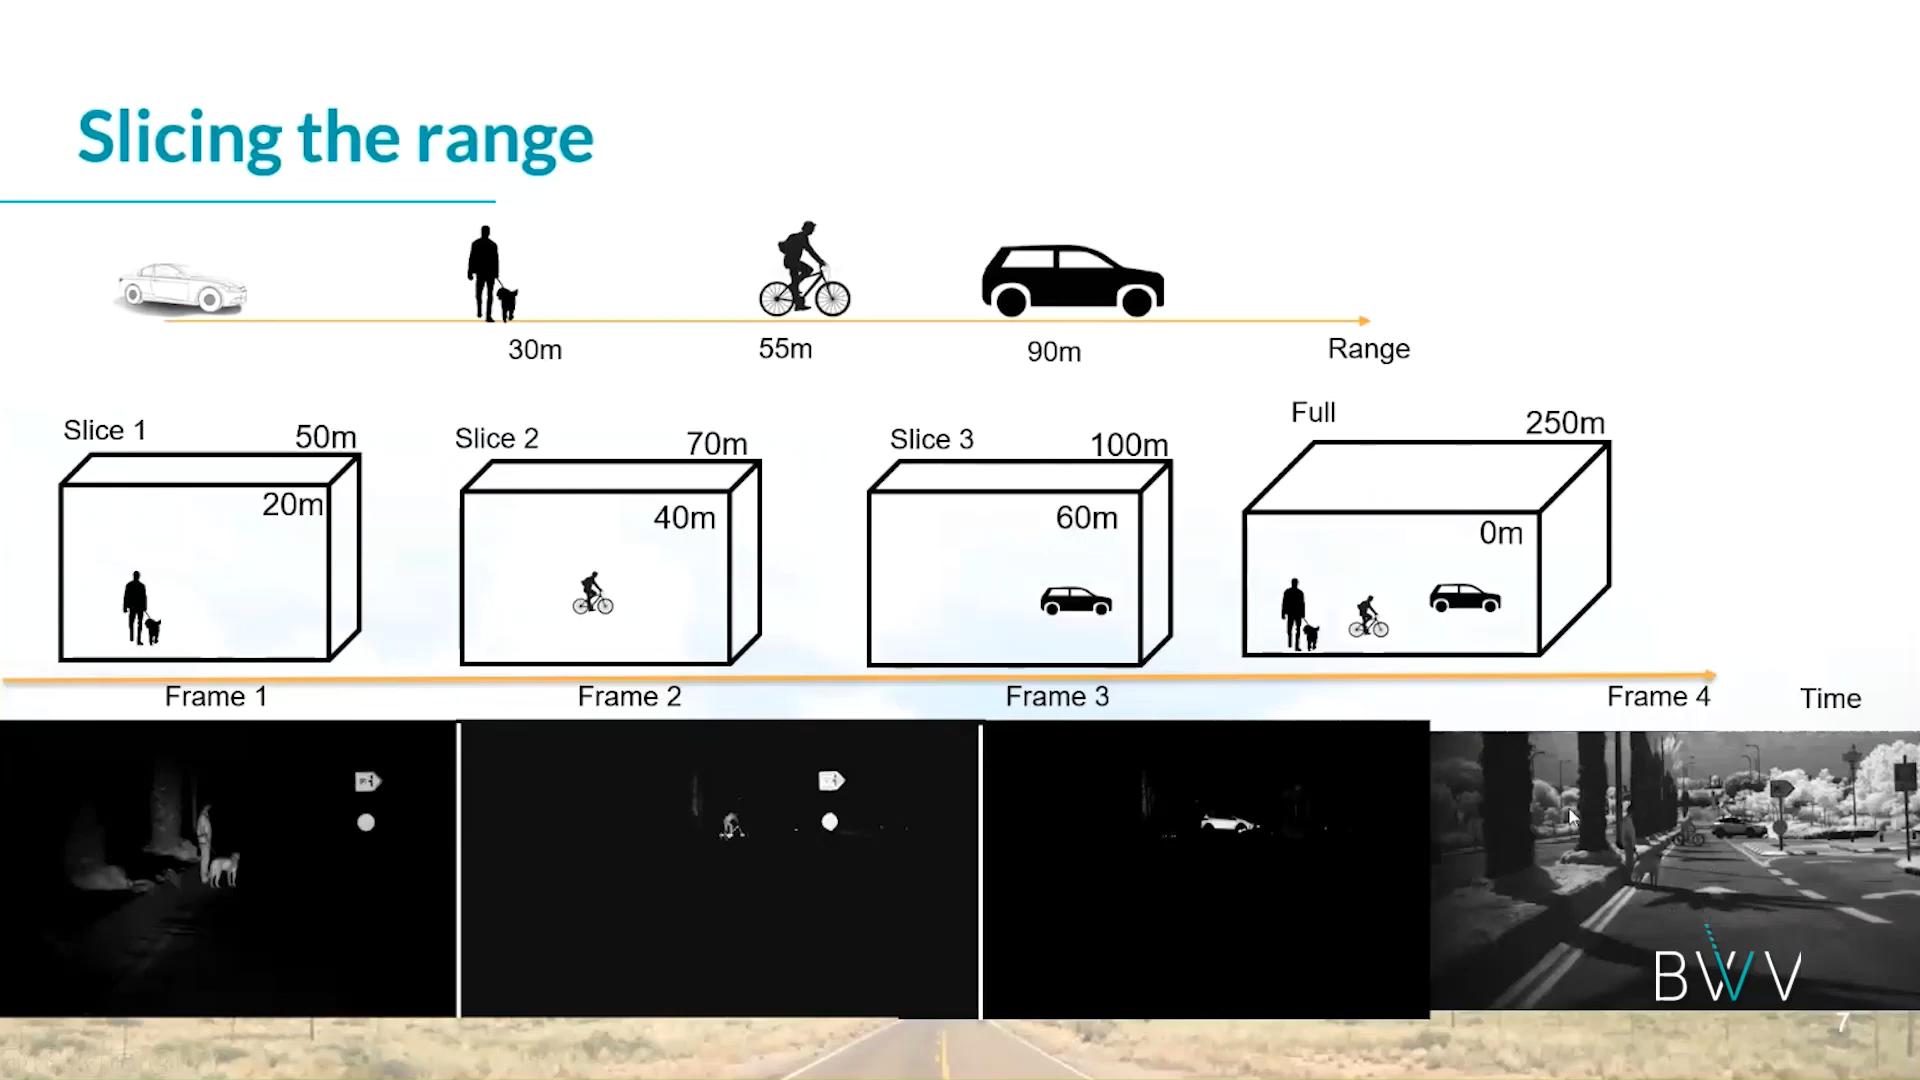 Slicing the range
30m
55m
90m
Range
Slice 1
50m
20m
Slice 2
70m
40m
Slice 3
100m
60m
Full
250m
0m
Frame 1
Frame 2
Frame 3
Frame 4
Time
BWV
7